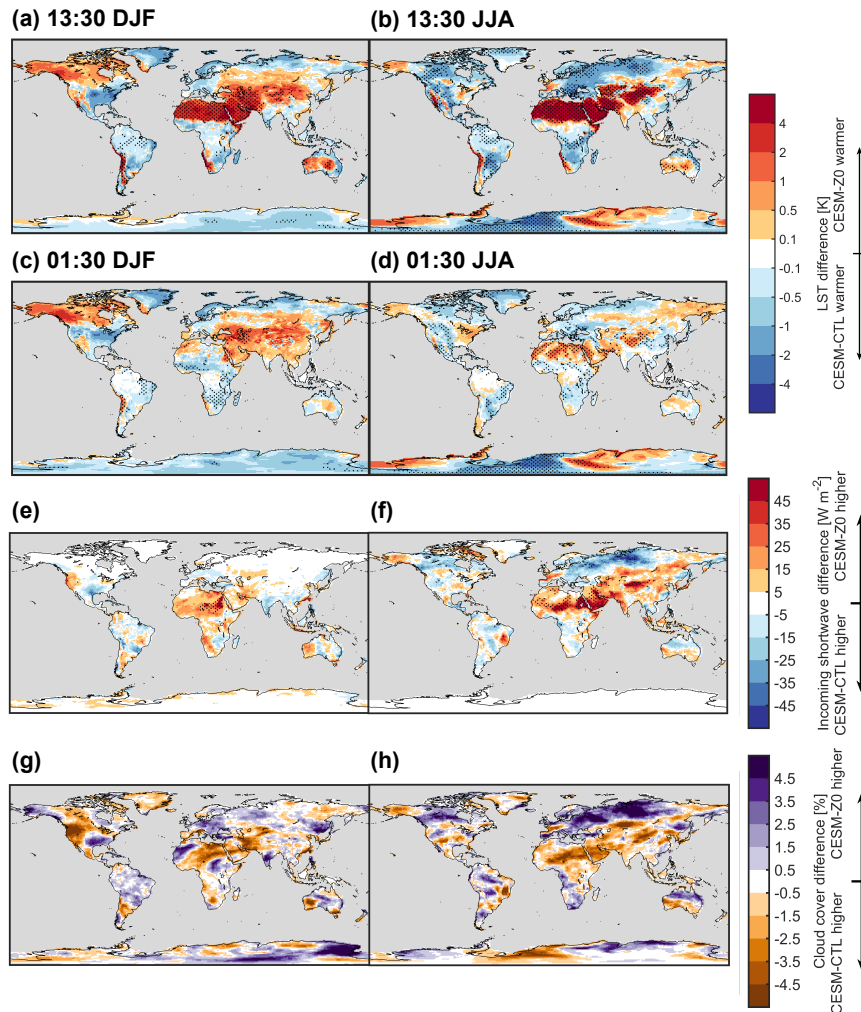 (a) 13:30 DJF
(b) 13:30 JJA
4
2
1
0.5
0.1
-0.1
-0.5
-1
-2
-4
LST difference [K]
CESM-CTL warmer
CESM-Z0 warmer
(c) 01:30 DJF
(d) 01:30 JJA
(e)
(f)
45
35
25
15
5
-5
-15
-25
-35
-45
Incoming shortwave difference [W m⁻²]
CESM-CTL higher
CESM-Z0 higher
(g)
(h)
4.5
3.5
2.5
1.5
0.5
-0.5
-1.5
-2.5
-3.5
-4.5
Cloud cover difference [%]
CESM-CTL higher
CESM-Z0 higher